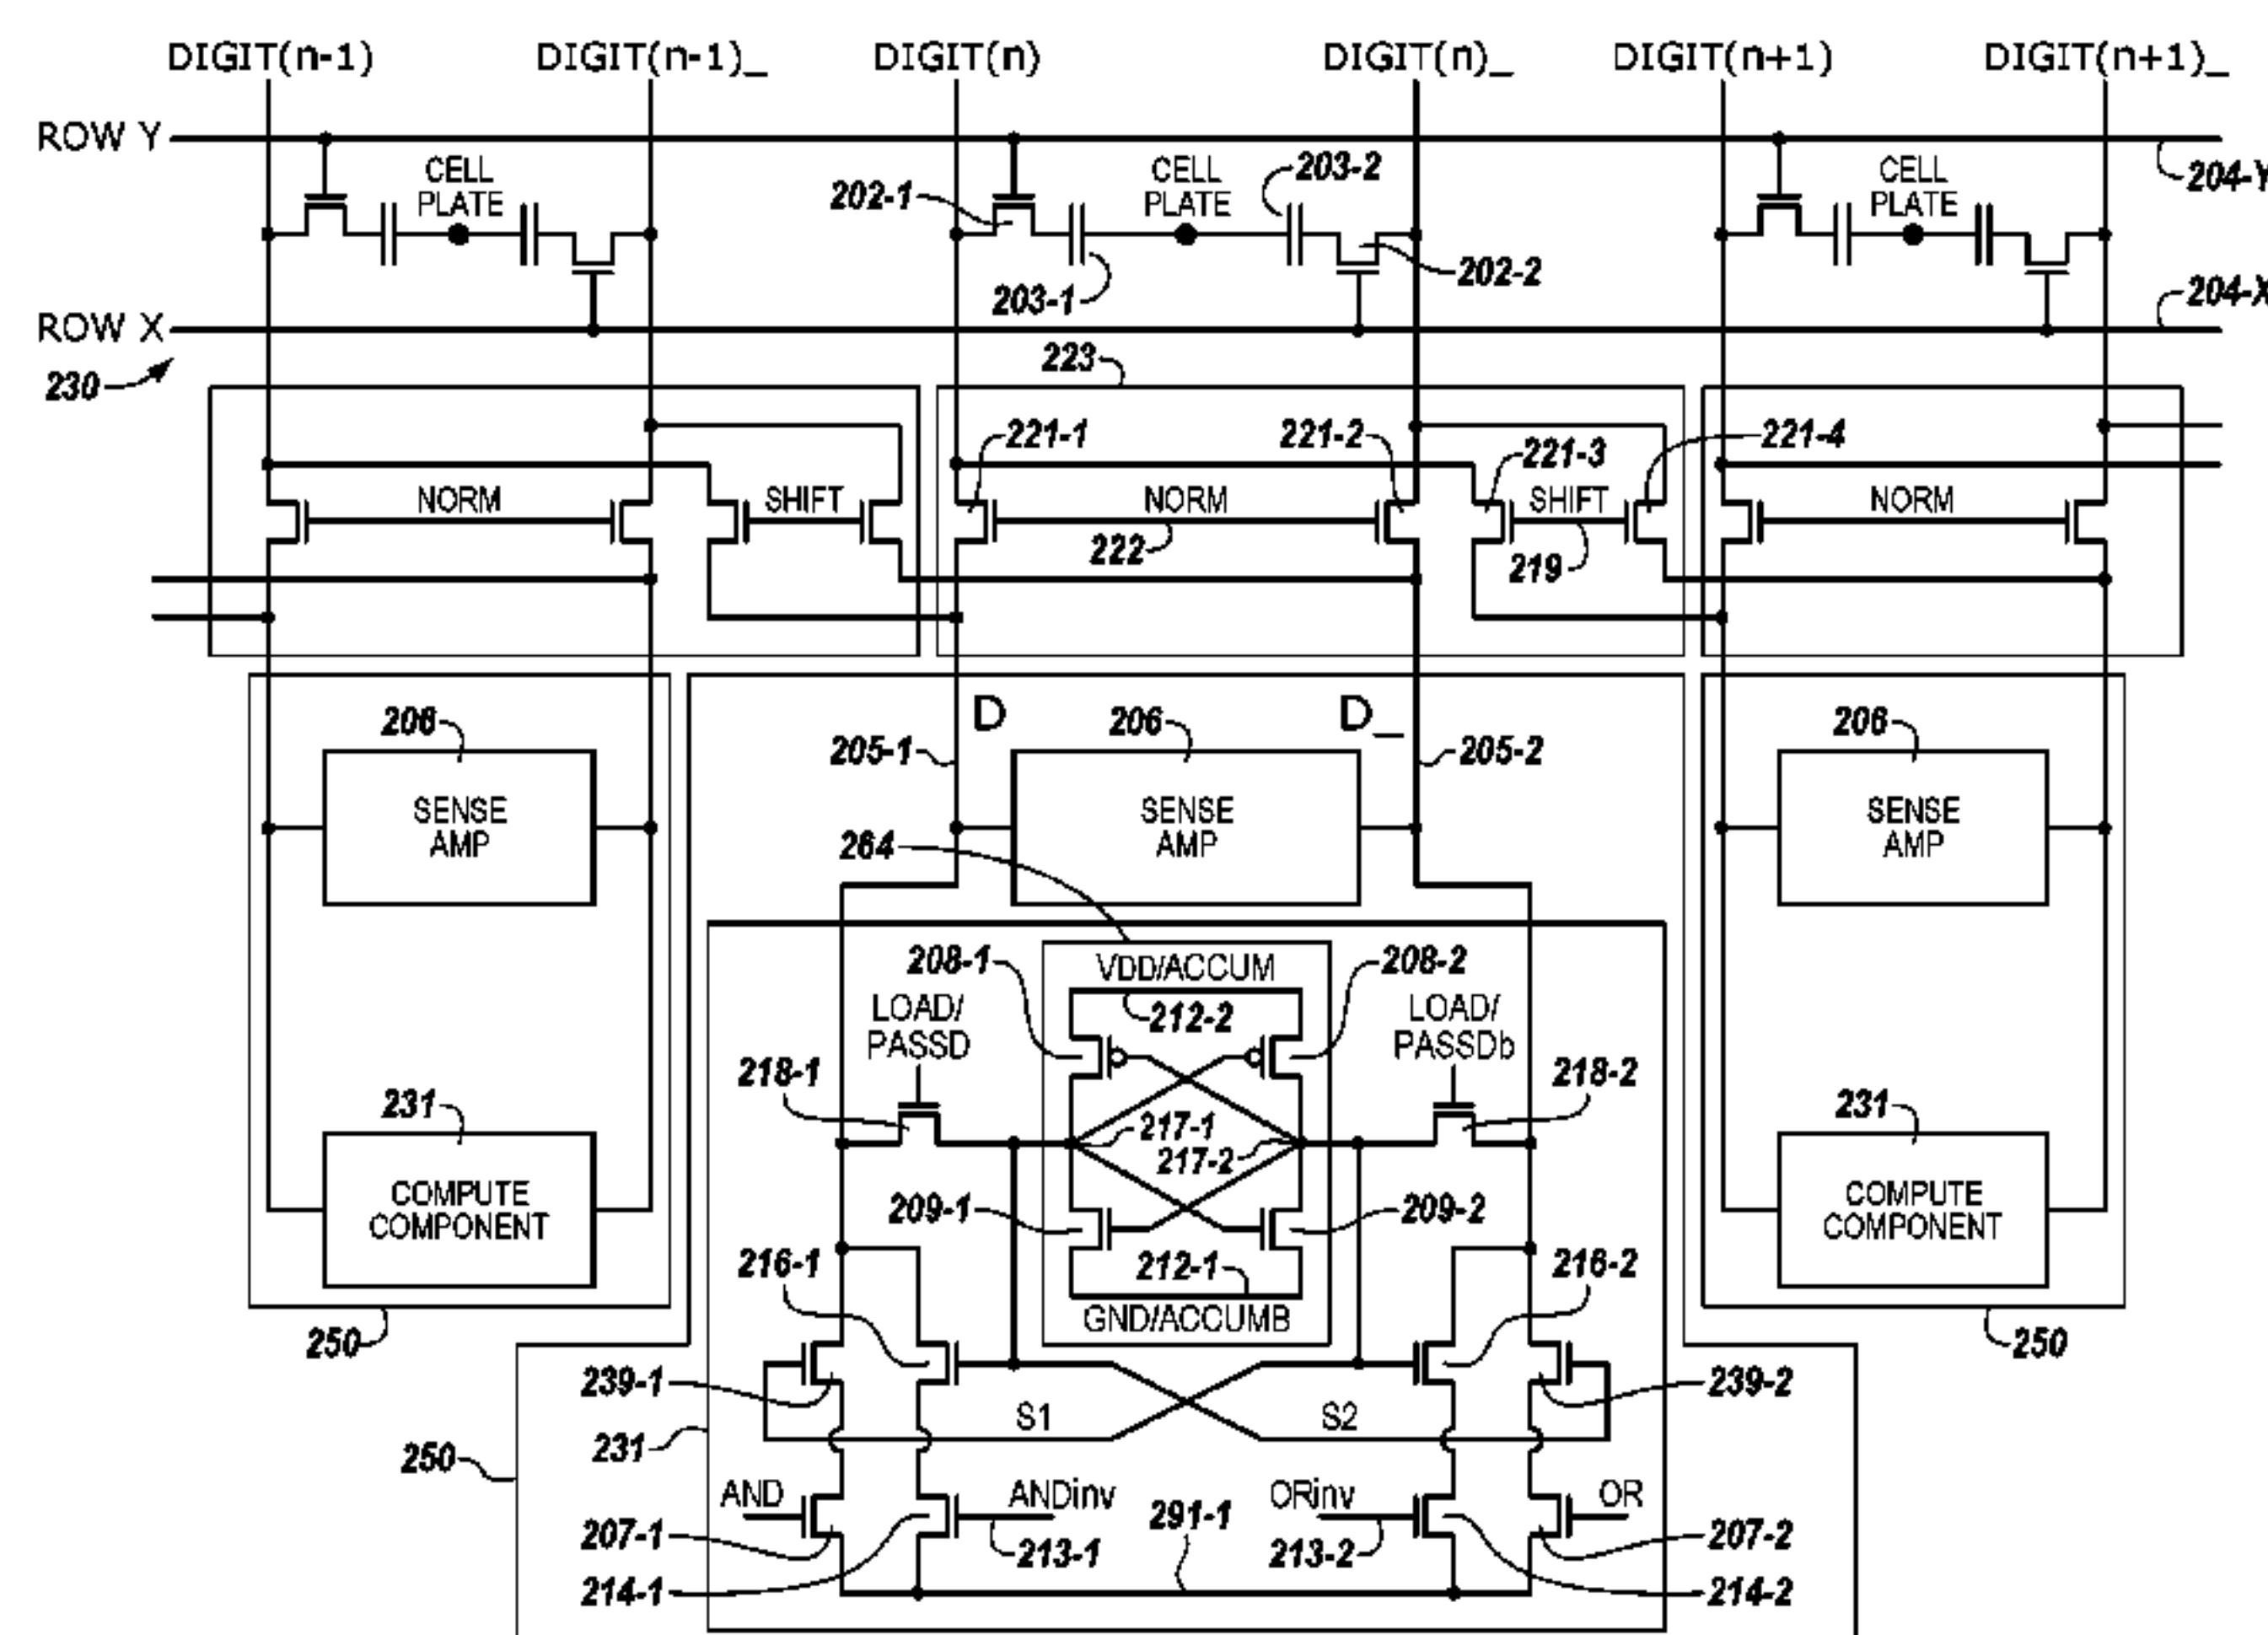 DIGIT(n-1) DIGIT(n-1)_ DIGIT(n) DIGIT(n)_ DIGIT(n+1) DIGIT(n+1)_
ROW Y
204-Y
CELL PLATE
202-1
CELL PLATE
203-2
CELL PLATE
203-1
202-2
ROW X
204-X
230
223
221-1 221-2 221-3 221-4
NORM SHIFT NORM SHIFT NORM
222 219
D D_
206 205-1 206 205-2 206
SENSE AMP
SENSE AMP
SENSE AMP
264
208-1 VDD/ACCUM 208-2
LOAD/ PASSD
212-2
LOAD/ PASSDb
218-1 218-2
231 217-1 231
217-2
COMPUTE COMPONENT
209-1 209-2
COMPUTE COMPONENT
216-1 212-1 216-2
GND/ACCUMB
250 250
239-1 239-2
S1 S2
250 231
AND ANDinv ORinv OR
291-1
207-1 213-1 213-2 207-2
214-1 214-2